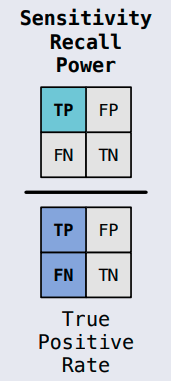 Sensitivity
Recall
Power
TP FP
FN TN
TP FP
FN TN
True
Positive
Rate